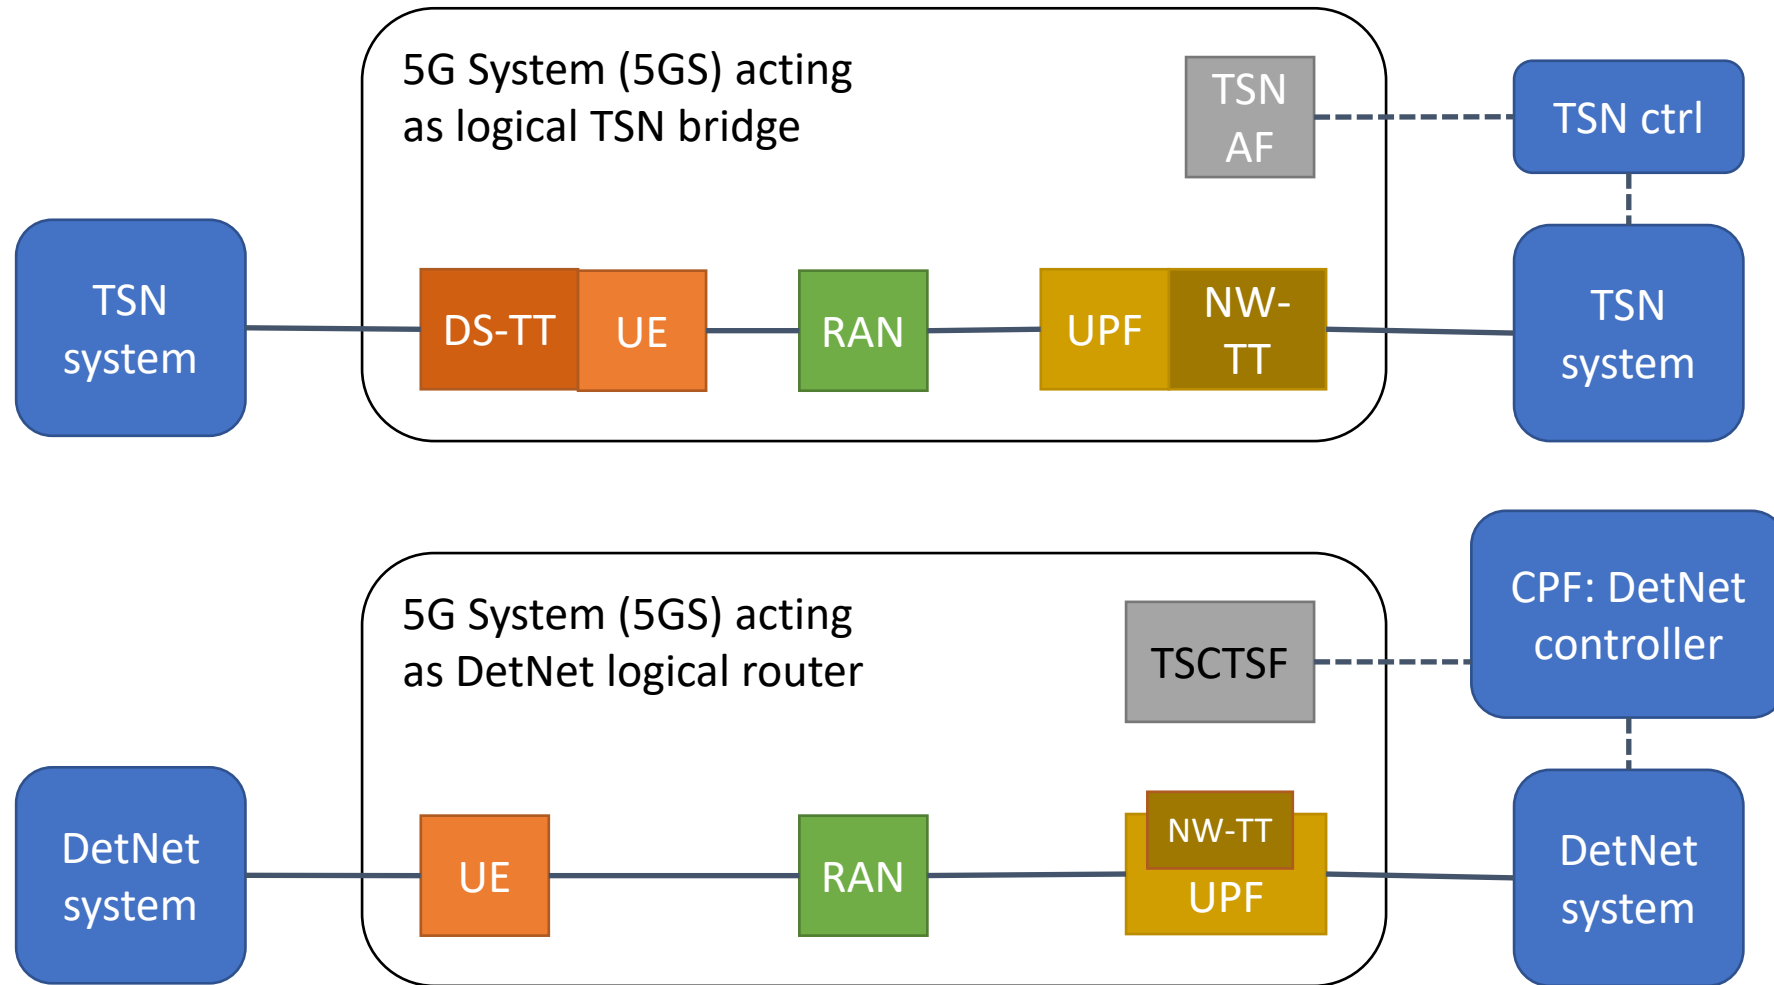 5G System (5GS) acting
as logical TSN bridge
TSN
AF
TSN ctrl
TSN
system
DS-TT
UE
RAN
UPF
NW-
TT
TSN
system
5G System (5GS) acting
as DetNet logical router
TSCTSF
CPF: DetNet
controller
DetNet
system
UE
RAN
NW-TT
UPF
DetNet
system